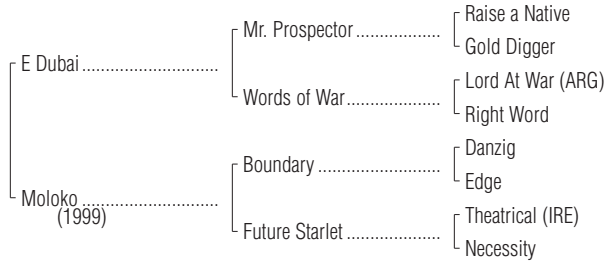 Raise a Native
Mr. Prospector ..................
Gold Digger
E Dubai ...............................
Lord At War (ARG)
Words of War.....................
Right Word
Danzig
Boundary ...........................
Edge
Moloko ...............................
(1999)
Theatrical (IRE)
Future Starlet .....................
Necessity